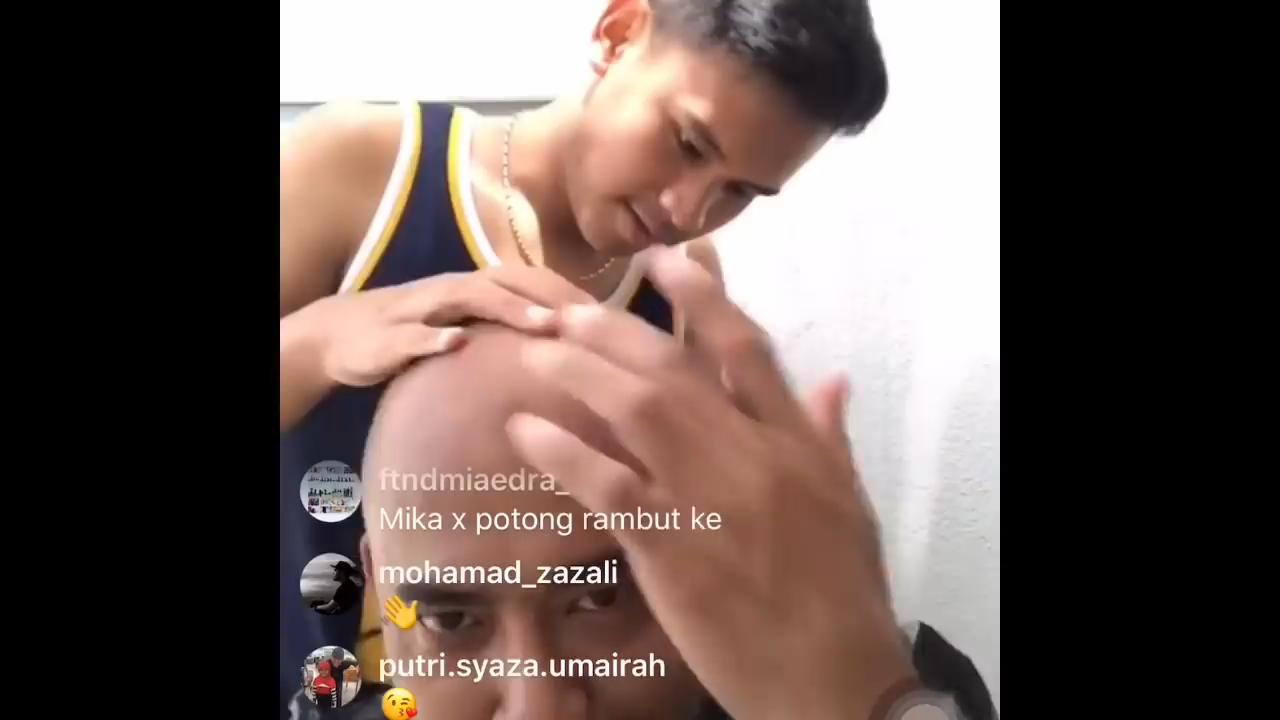 ftndmiaedra_
Mika x potong rambut ke
mohamad_zazali
👋
putri.syaza.umairah
😘